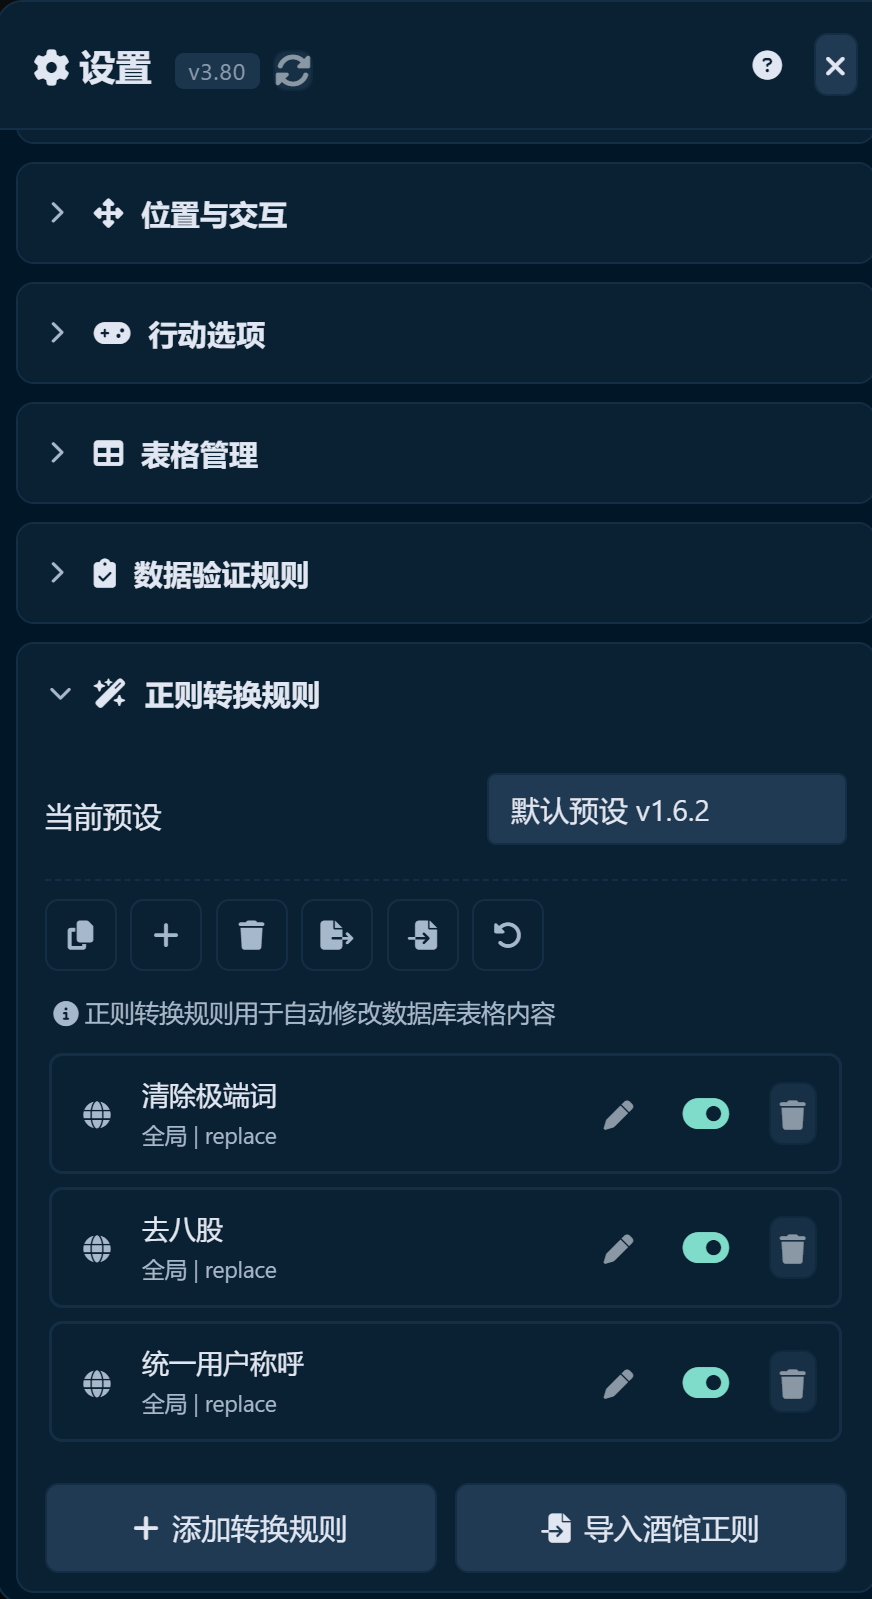 设置 v3.80
位置与交互
行动选项
表格管理
数据验证规则
正则转换规则
当前预设
默认预设 v1.6.2
正则转换规则用于自动修改数据库表格内容
清除极端词
全局 | replace
去八股
全局 | replace
统一用户称呼
全局 | replace
添加转换规则
导入酒馆正则